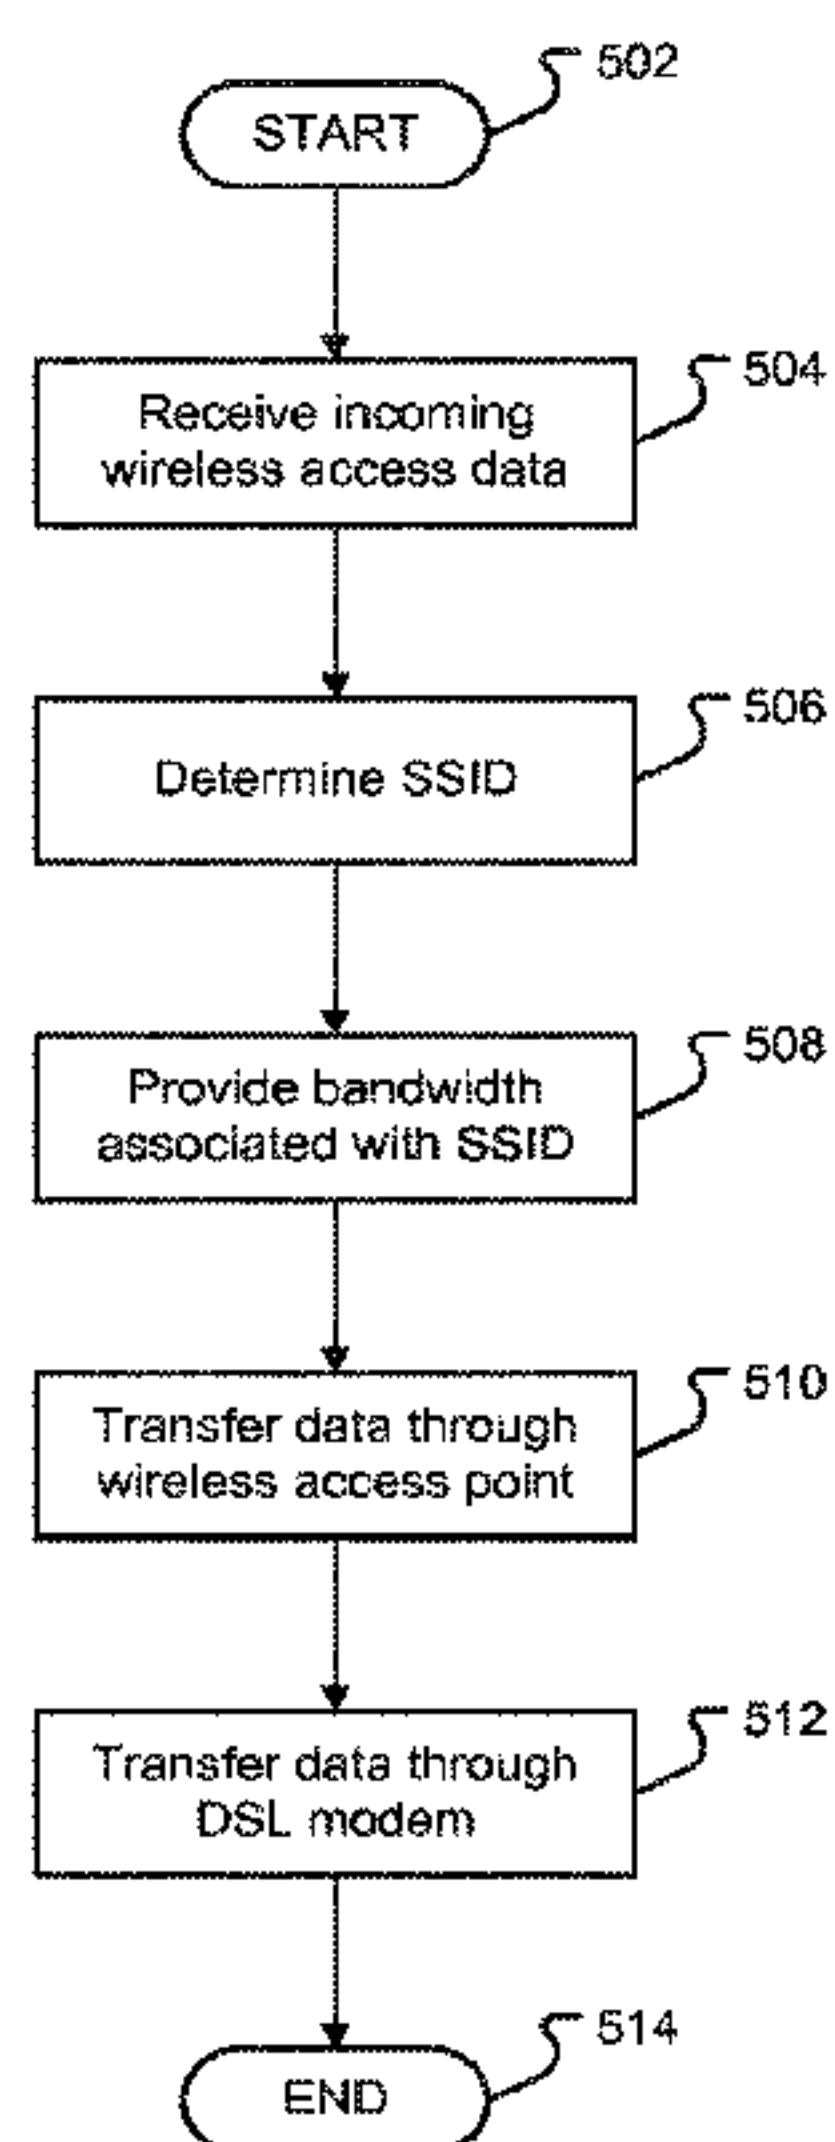 502
START
504
Receive incoming
wireless access data
506
Determine SSID
508
Provide bandwidth
associated with SSID
510
Transfer data through
wireless access point
512
Transfer data through
DSL modem
514
END